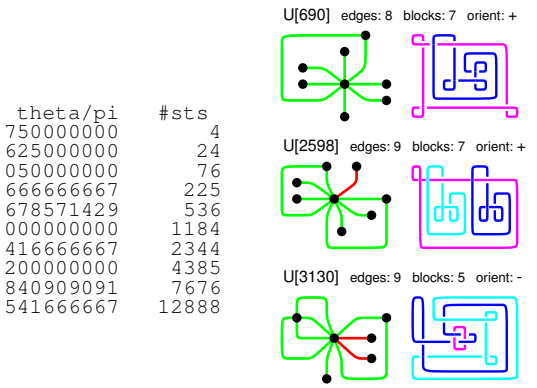 theta/pi #sts
750000000 4
625000000 24
050000000 76
666666667 225
678571429 536
000000000 1184
416666667 2344
200000000 4385
840909091 7676
541666667 12888
U[690] edges: 8 blocks: 7 orient: +
U[2598] edges: 9 blocks: 7 orient: +
U[3130] edges: 9 blocks: 5 orient: -